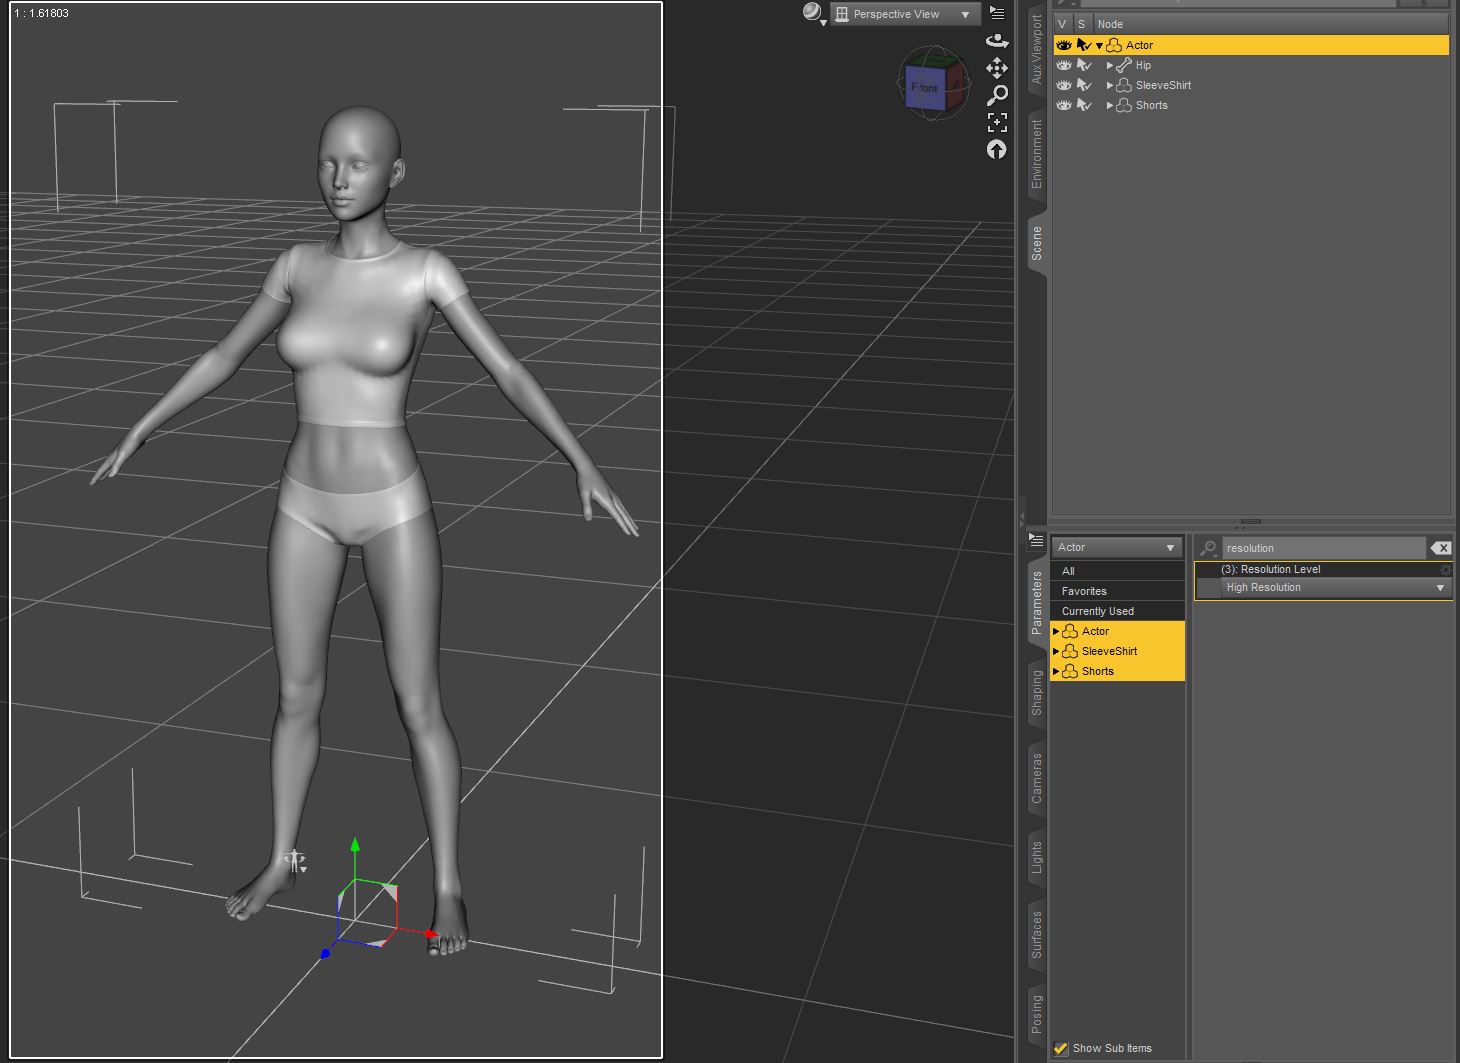 1 : 1.61803
Perspective View
Front
Aux Viewport
Environment
Scene
V S Node
Actor
Hip
SleeveShirt
Shorts
Actor
All
Favorites
Currently Used
Actor
SleeveShirt
Shorts
resolution
(3): Resolution Level
High Resolution
Parameters
Shaping
Cameras
Lights
Surfaces
Posing
Show Sub Items